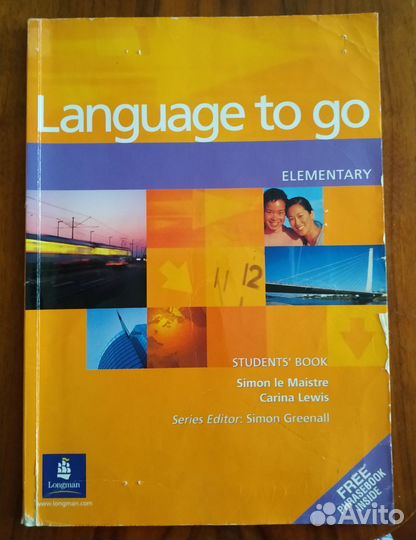 Language to go
ELEMENTARY
11 12
STUDENTS' BOOK
Simon le Maistre
Carina Lewis
Series Editor: Simon Greenall
Longman
www.longman.com
FREE
PHRASEBOOK
INSIDE
Avito